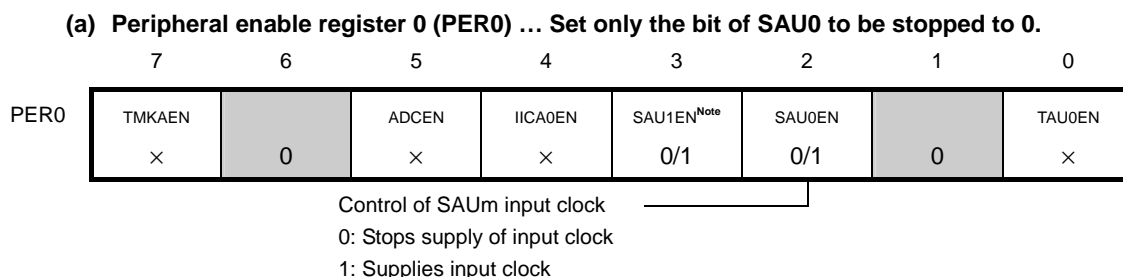 (a) Peripheral enable register 0 (PER0) … Set only the bit of SAU0 to be stopped to 0.
7 6 5 4 3 2 1 0
PER0 TMKAEN ADCEN IICA0EN SAU1EN^Note SAU0EN TAU0EN
× 0 × × 0/1 0/1 0 ×
Control of SAUm input clock
0: Stops supply of input clock
1: Supplies input clock